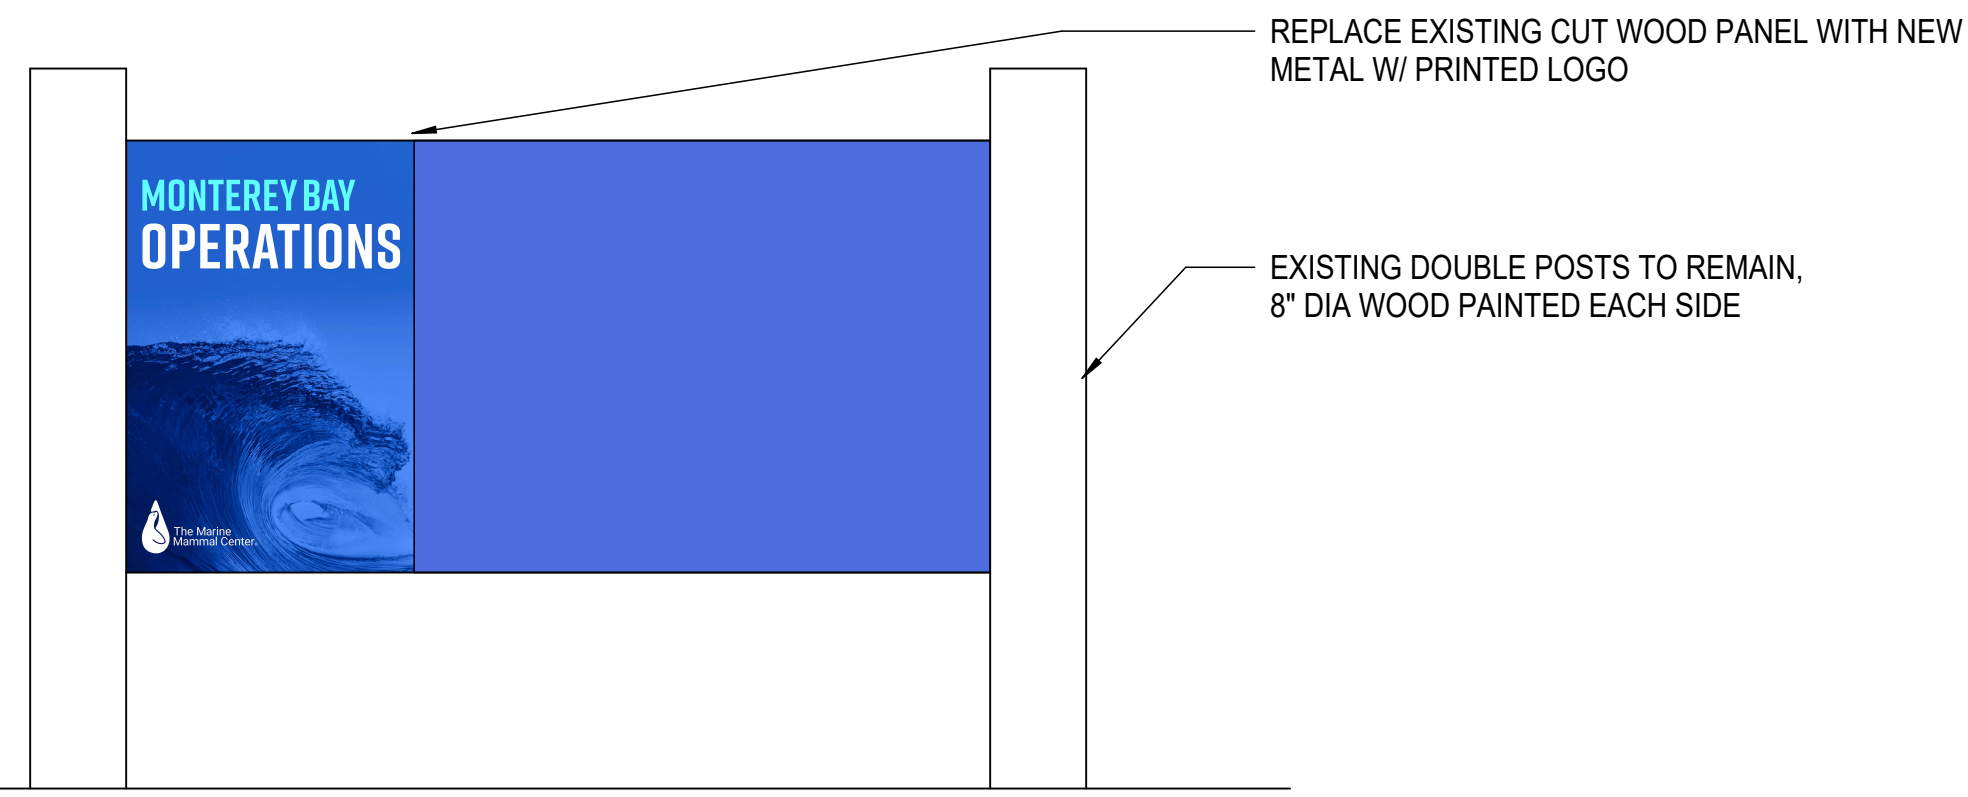 REPLACE EXISTING CUT WOOD PANEL WITH NEW
METAL W/ PRINTED LOGO
MONTEREY BAY
OPERATIONS
EXISTING DOUBLE POSTS TO REMAIN,
8" DIA WOOD PAINTED EACH SIDE
The Marine
Mammal Center.